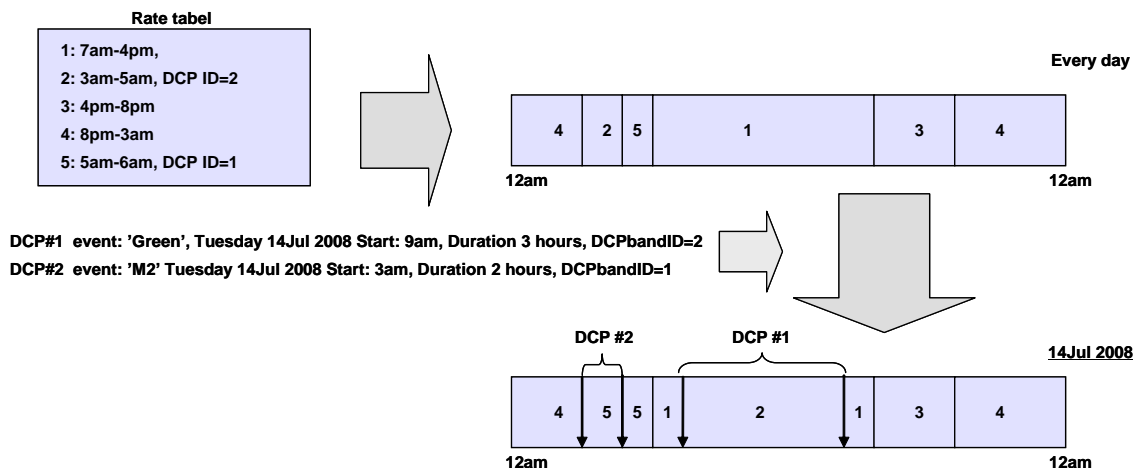 Rate tabel
1: 7am-4pm,
2: 3am-5am, DCP ID=2
3: 4pm-8pm
4: 8pm-3am
5: 5am-6am, DCP ID=1
Every day
4 2 5 1 3 4
12am 12am
DCP#1 event: ’Green’, Tuesday 14Jul 2008 Start: 9am, Duration 3 hours, DCPbandID=2
DCP#2 event: ’M2’ Tuesday 14Jul 2008 Start: 3am, Duration 2 hours, DCPbandID=1
DCP #2 DCP #1
14Jul 2008
4 5 5 1 2 1 3 4
12am 12am